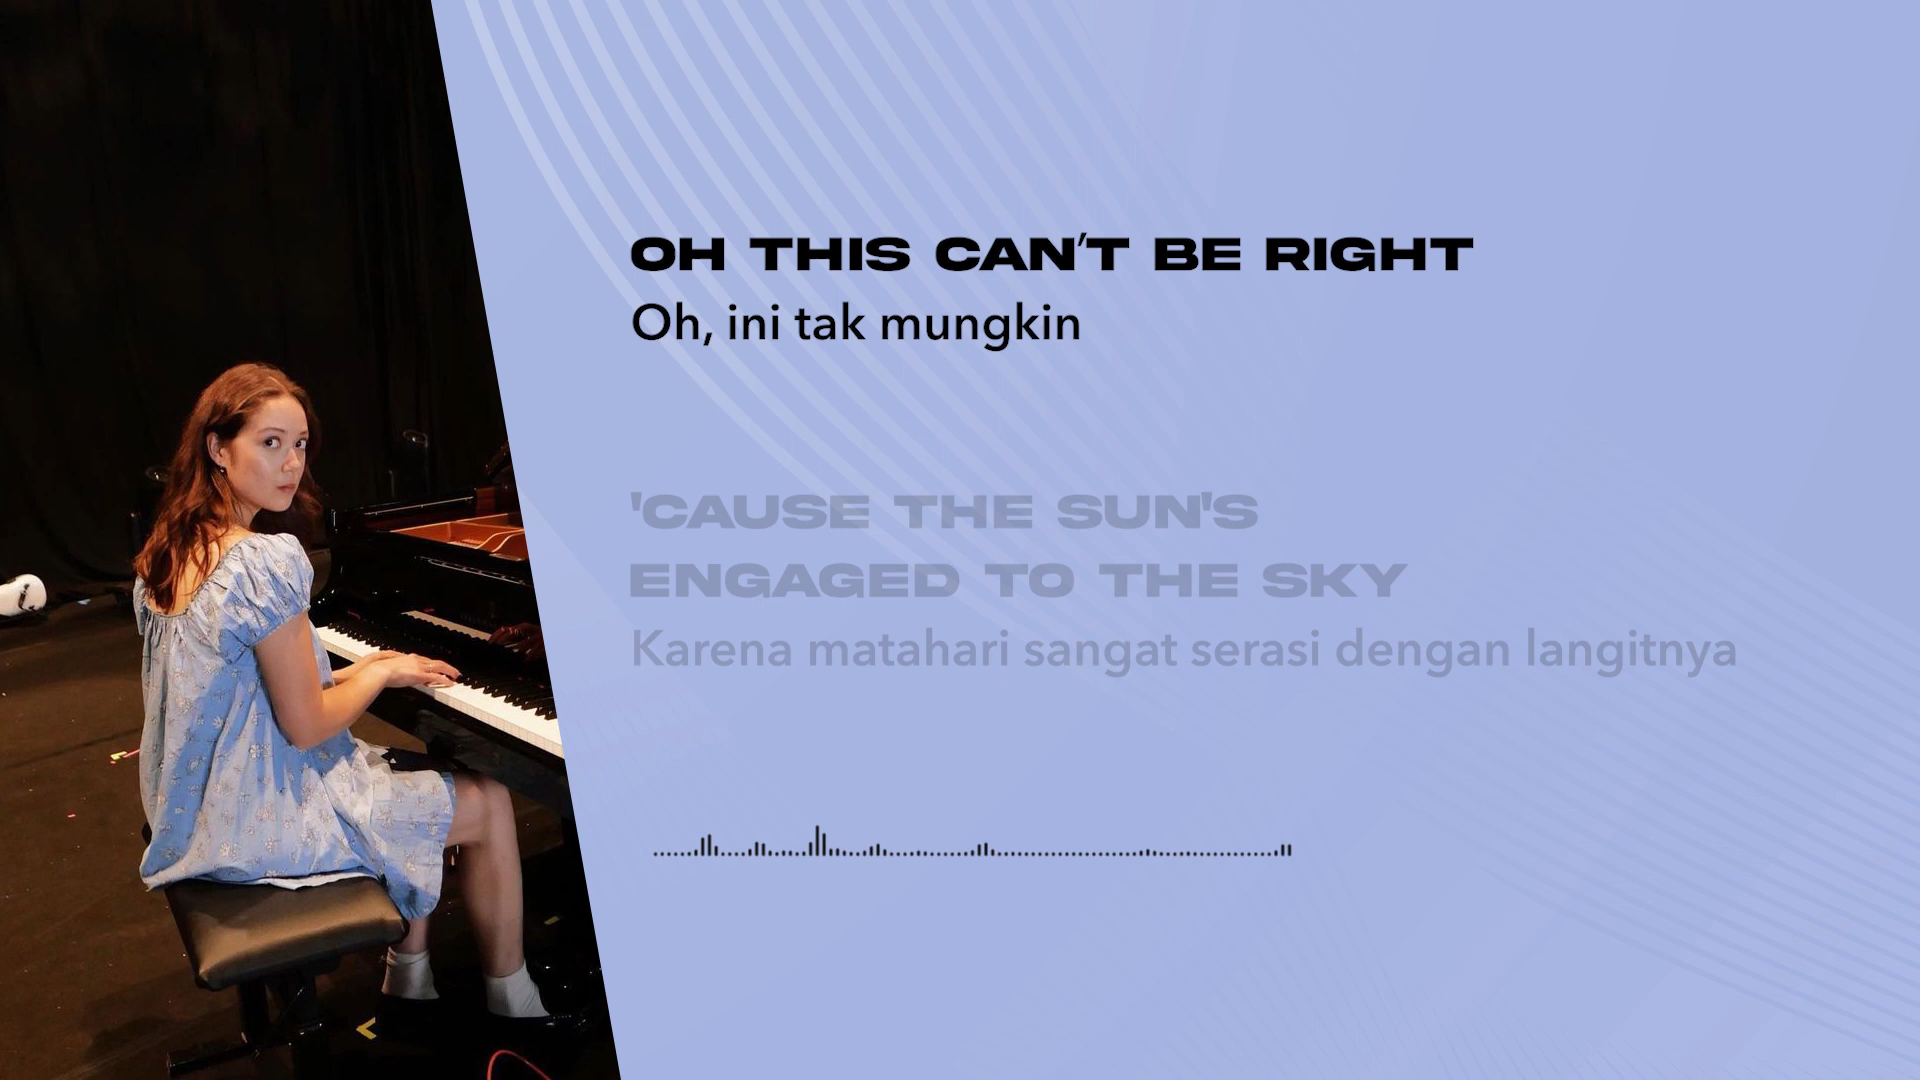 OH THIS CAN'T BE RIGHT
Oh, ini tak mungkin
'CAUSE THE SUN'S
ENGAGED TO THE SKY
Karena matahari sangat serasi dengan langitnya